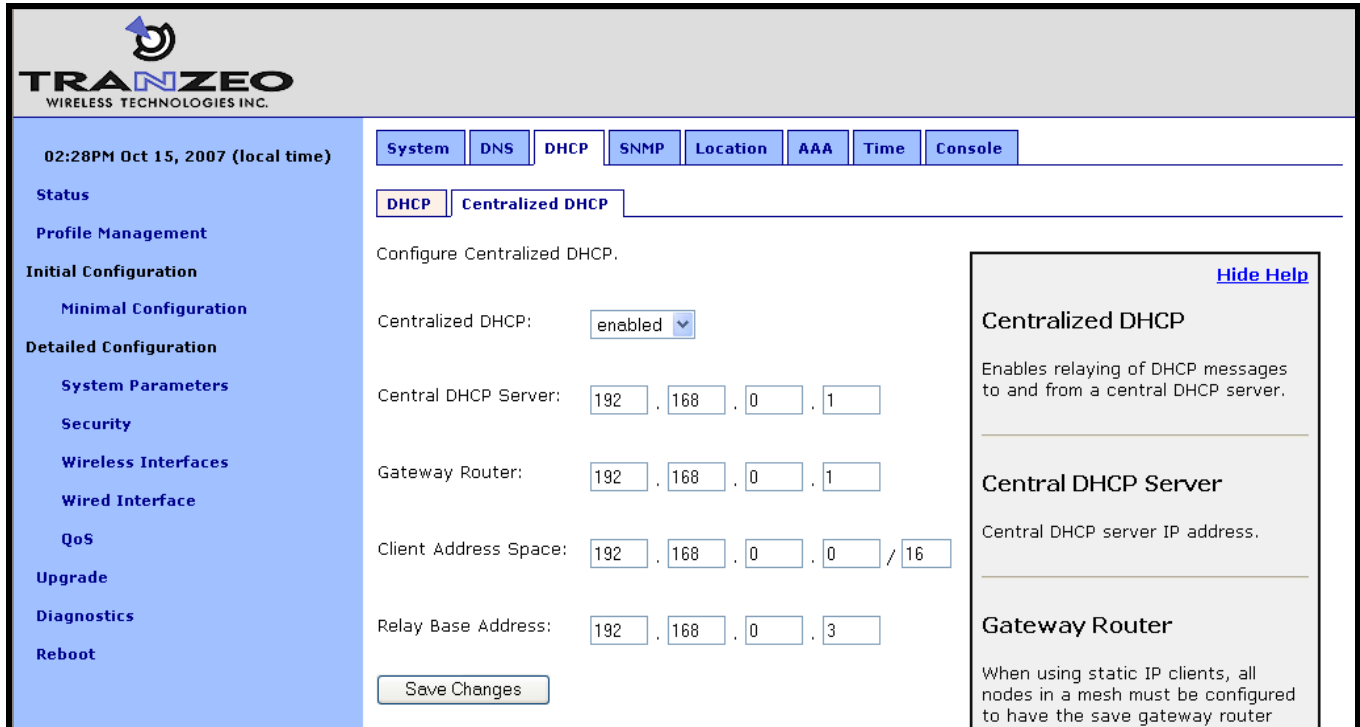 TRANZEO
WIRELESS TECHNOLOGIES INC.
02:28PM Oct 15, 2007 (local time)
Status
Profile Management
Initial Configuration
Minimal Configuration
Detailed Configuration
System Parameters
Security
Wireless Interfaces
Wired Interface
QoS
Upgrade
Diagnostics
Reboot
System DNS DHCP SNMP Location AAA Time Console
DHCP Centralized DHCP
Configure Centralized DHCP.
Centralized DHCP: enabled
Central DHCP Server: 192 . 168 . 0 . 1
Gateway Router: 192 . 168 . 0 . 1
Client Address Space: 192 . 168 . 0 . 0 / 16
Relay Base Address: 192 . 168 . 0 . 3
Save Changes
Hide Help
Centralized DHCP
Enables relaying of DHCP messages
to and from a central DHCP server.
Central DHCP Server
Central DHCP server IP address.
Gateway Router
When using static IP clients, all
nodes in a mesh must be configured
to have the save gateway router